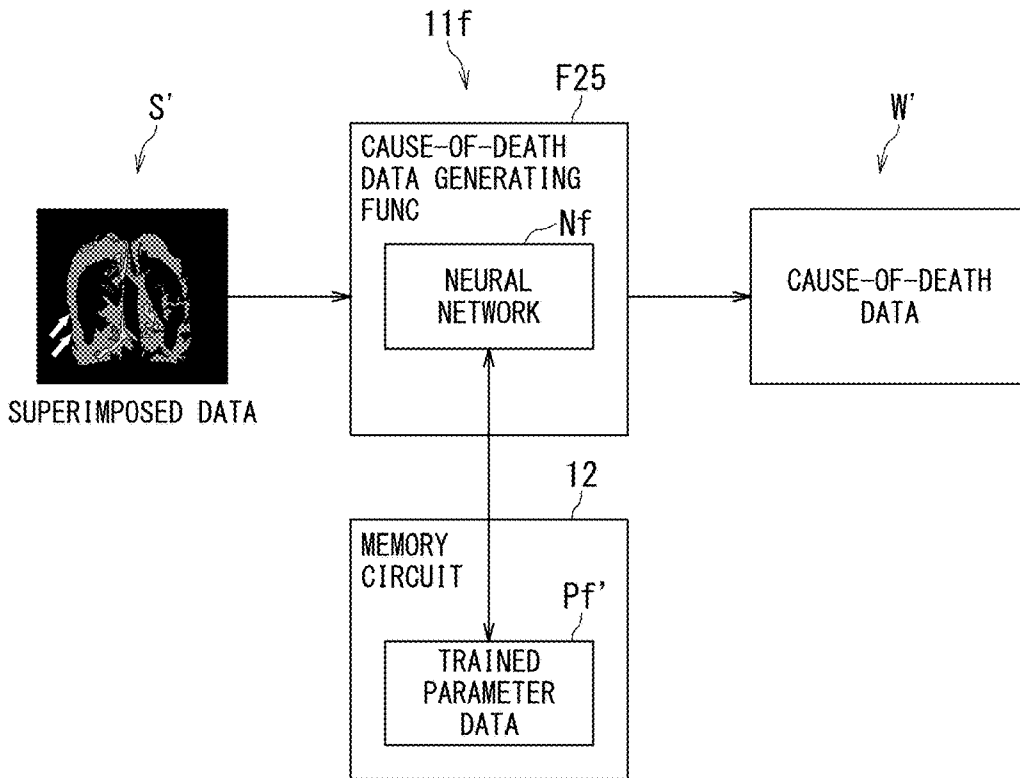 11f
S'
F25
W'
CAUSE-OF-DEATH
DATA GENERATING
FUNC
Nf
NEURAL
NETWORK
CAUSE-OF-DEATH
DATA
SUPERIMPOSED DATA
12
MEMORY
CIRCUIT
Pf'
TRAINED
PARAMETER
DATA